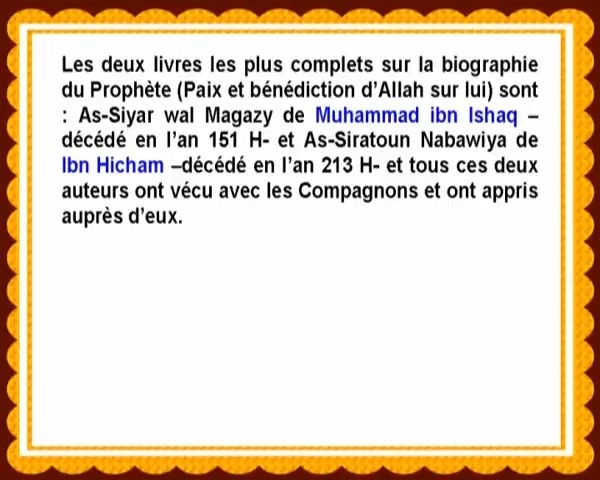 Les deux livres les plus complets sur la biographie
du Prophète (Paix et bénédiction d’Allah sur lui) sont
: As-Siyar wal Magazy de Muhammad ibn Ishaq –
décédé en l’an 151 H- et As-Siratoun Nabawiya de
Ibn Hicham –décédé en l’an 213 H- et tous ces deux
auteurs ont vécu avec les Compagnons et ont appris
auprès d’eux.